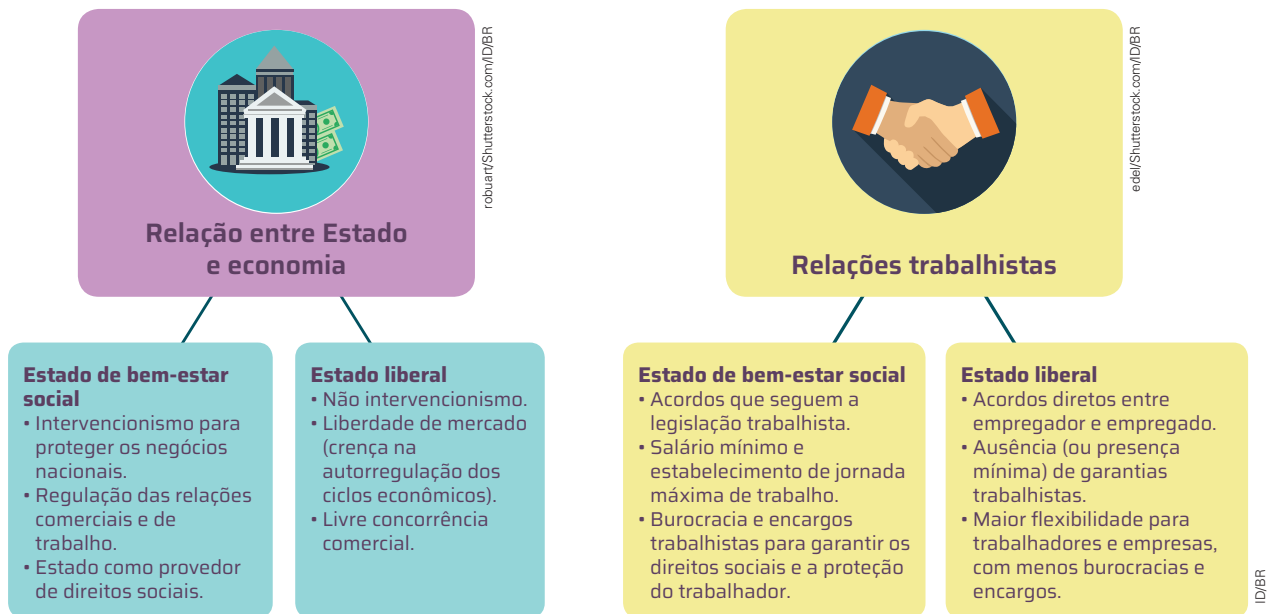 Relação entre Estado
e economia
robuart/Shutterstock.com/ID/BR
Estado de bem-estar
social
• Intervencionismo para
proteger os negócios
nacionais.
• Regulação das relações
comerciais e de
trabalho.
• Estado como provedor
de direitos sociais.
Estado liberal
• Não intervencionismo.
• Liberdade de mercado
(crença na
autorregulação dos
ciclos econômicos).
• Livre concorrência
comercial.
Relações trabalhistas
edel/Shutterstock.com/ID/BR
Estado de bem-estar social
• Acordos que seguem a
legislação trabalhista.
• Salário mínimo e
estabelecimento de jornada
máxima de trabalho.
• Burocracia e encargos
trabalhistas para garantir os
direitos sociais e a proteção
do trabalhador.
Estado liberal
• Acordos diretos entre
empregador e empregado.
• Ausência (ou presença
mínima) de garantias
trabalhistas.
• Maior flexibilidade para
trabalhadores e empresas,
com menos burocracias e
encargos.
ID/BR